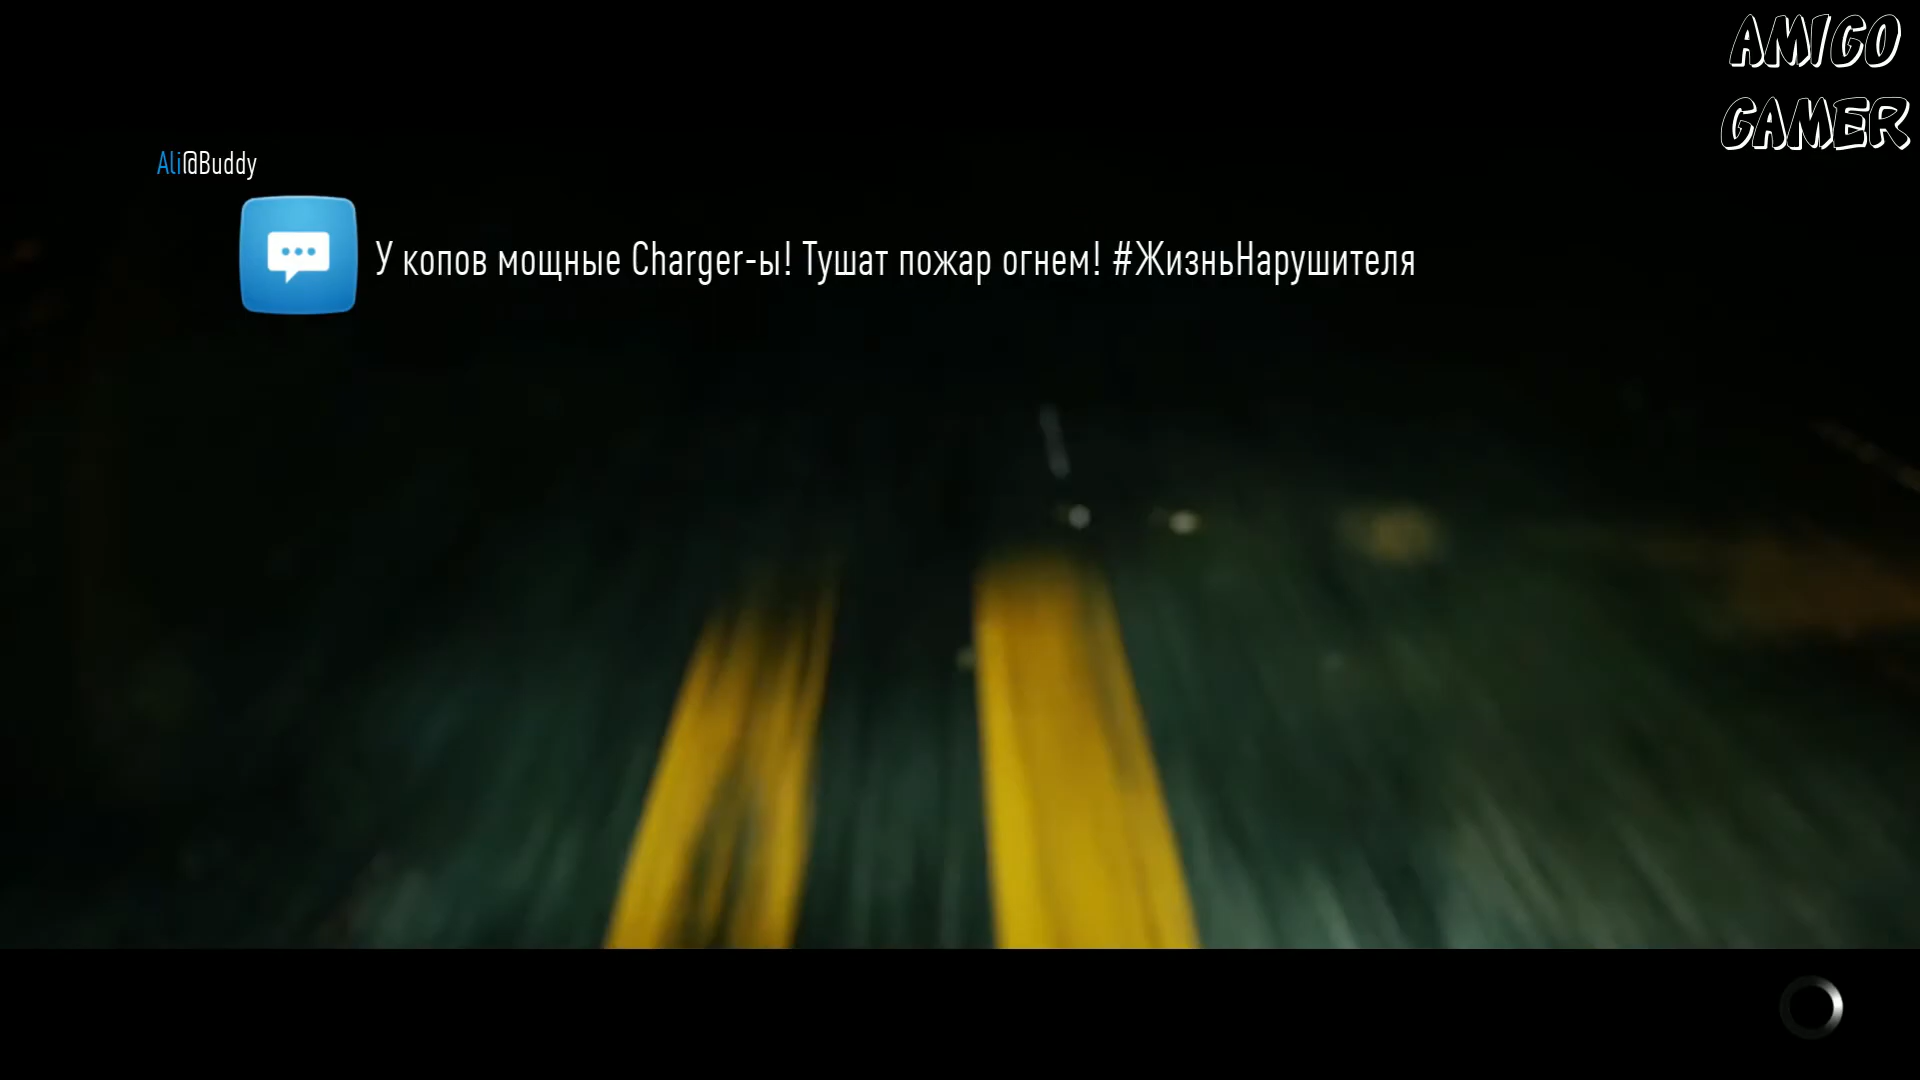 AMIGO
GAMER
Ali@Buddy
У копов мощные Charger-ы! Тушат пожар огнем! #ЖизньНарушителя